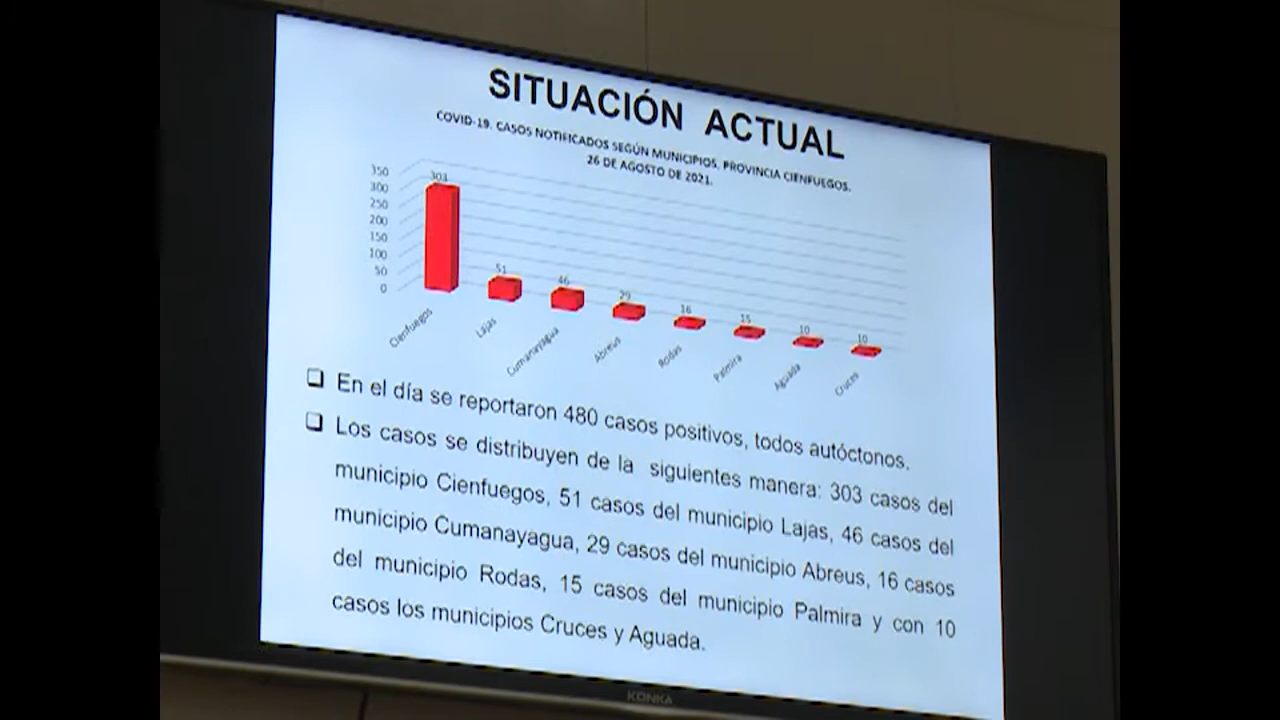 SITUACIÓN ACTUAL
COVID-19. CASOS NOTIFICADOS SEGÚN MUNICIPIOS. PROVINCIA CIENFUEGOS.
26 DE AGOSTO DE 2021.
350
300
250
200
150
100
50
0
303
51
46
29
16
15
10
10
Cienfuegos
Lajas
Cumanayagua
Abreus
Rodas
Palmira
Aguada
Cruces
❑ En el día se reportaron 480 casos positivos, todos autóctonos.
❑ Los casos se distribuyen de la siguientes manera: 303 casos del
municipio Cienfuegos, 51 casos del municipio Lajas, 46 casos del
municipio Cumanayagua, 29 casos del municipio Abreus, 16 casos
del municipio Rodas, 15 casos del municipio Palmira y con 10
casos los municipios Cruces y Aguada.
KONKA